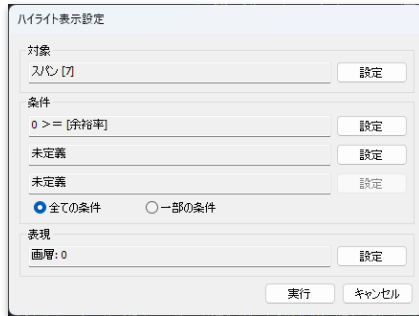 ハイライト表示設定
対象
スパン [7]
設定
条件
0 >= [余裕率]
設定
未定義
設定
未定義
設定
全ての条件
一部の条件
表現
画層: 0
設定
実行
キャンセル